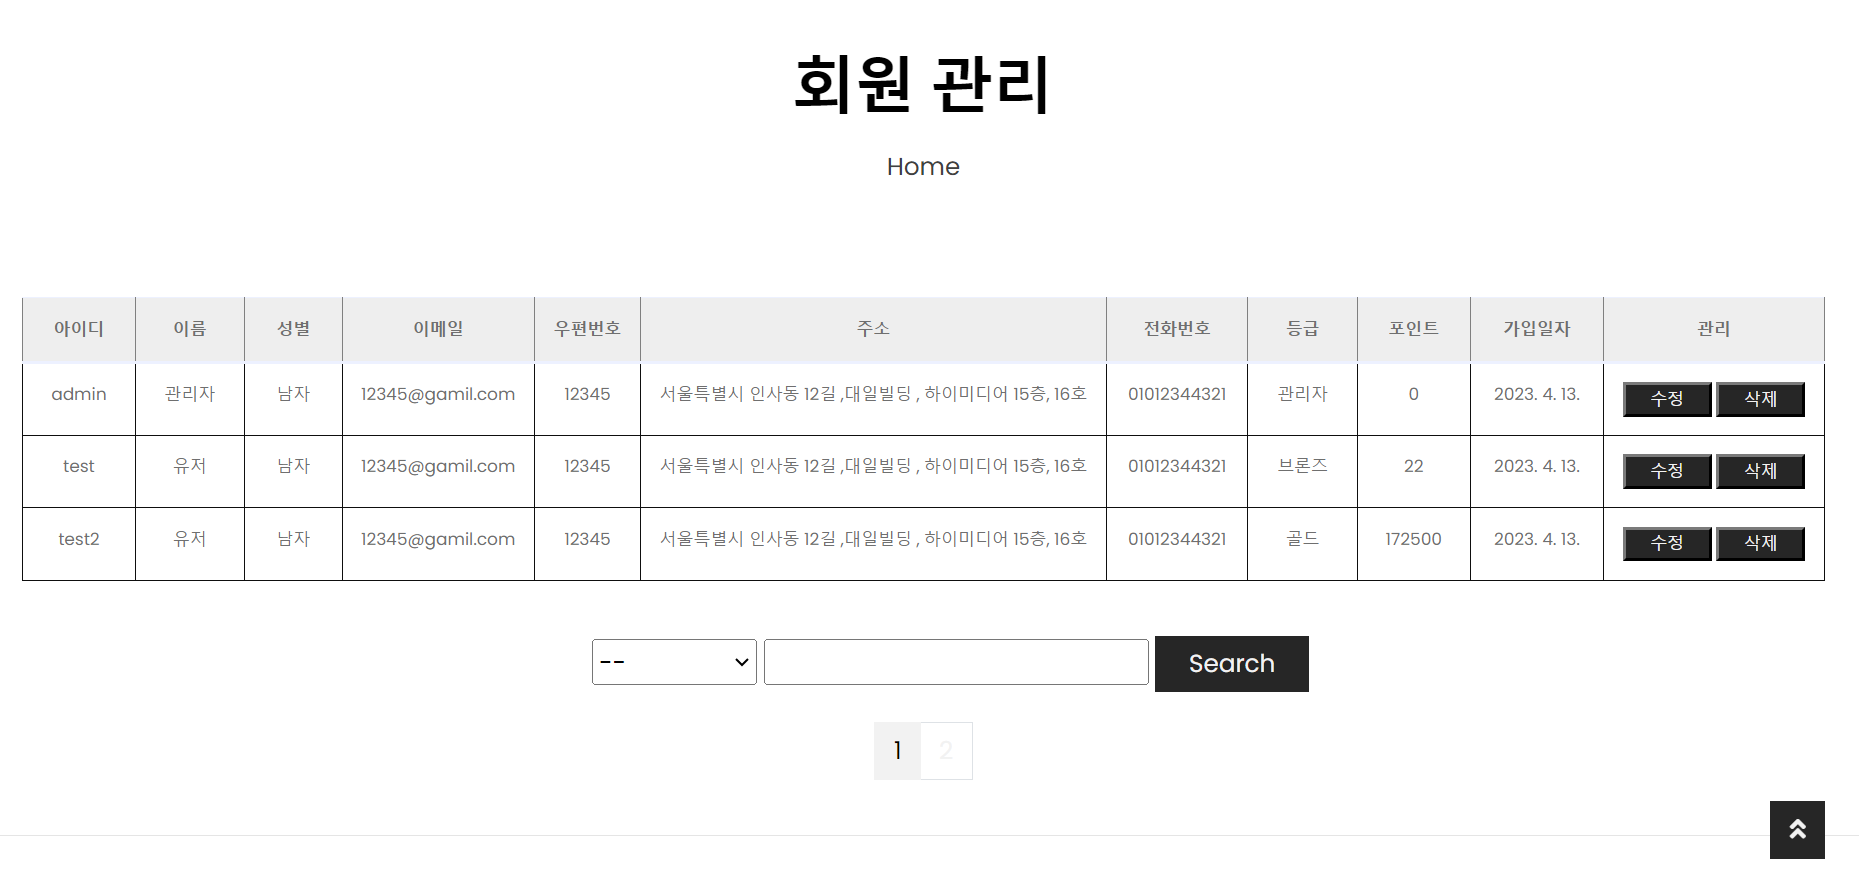 회원 관리
Home
아이디 이름 성별 이메일 우편번호 주소 전화번호 등급 포인트 가입일자 관리
admin 관리자 남자 12345@gamil.com 12345 서울특별시 인사동 12길 ,대일빌딩 , 하이미디어 15층, 16호 01012344321 관리자 0 2023. 4. 13. 수정 삭제
test 유저 남자 12345@gamil.com 12345 서울특별시 인사동 12길 ,대일빌딩 , 하이미디어 15층, 16호 01012344321 브론즈 22 2023. 4. 13. 수정 삭제
test2 유저 남자 12345@gamil.com 12345 서울특별시 인사동 12길 ,대일빌딩 , 하이미디어 15층, 16호 01012344321 골드 172500 2023. 4. 13. 수정 삭제
-- Search
1 2